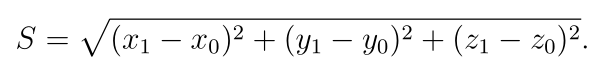 S = √(x₁ − x₀)² + (y₁ − y₀)² + (z₁ − z₀)².